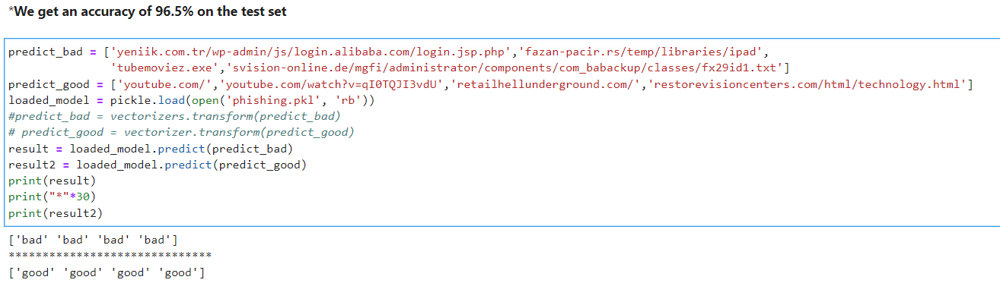 *We get an accuracy of 96.5% on the test set
predict_bad = ['yeniik.com.tr/wp-admin/js/login.alibaba.com/login.jsp.php','fazan-pacir.rs/temp/libraries/ipad',
'tubemoviez.exe','svision-online.de/mgfi/administrator/components/com_babackup/classes/fx29id1.txt']
predict_good = ['youtube.com/','youtube.com/watch?v=qI0TQJI3vdU','retailhellunderground.com/','restorevisioncenters.com/html/technology.html']
loaded_model = pickle.load(open('phishing.pkl', 'rb'))
#predict_bad = vectorizers.transform(predict_bad)
# predict_good = vectorizer.transform(predict_good)
result = loaded_model.predict(predict_bad)
result2 = loaded_model.predict(predict_good)
print(result)
print("*"*30)
print(result2)
['bad' 'bad' 'bad' 'bad']
******************************
['good' 'good' 'good' 'good']